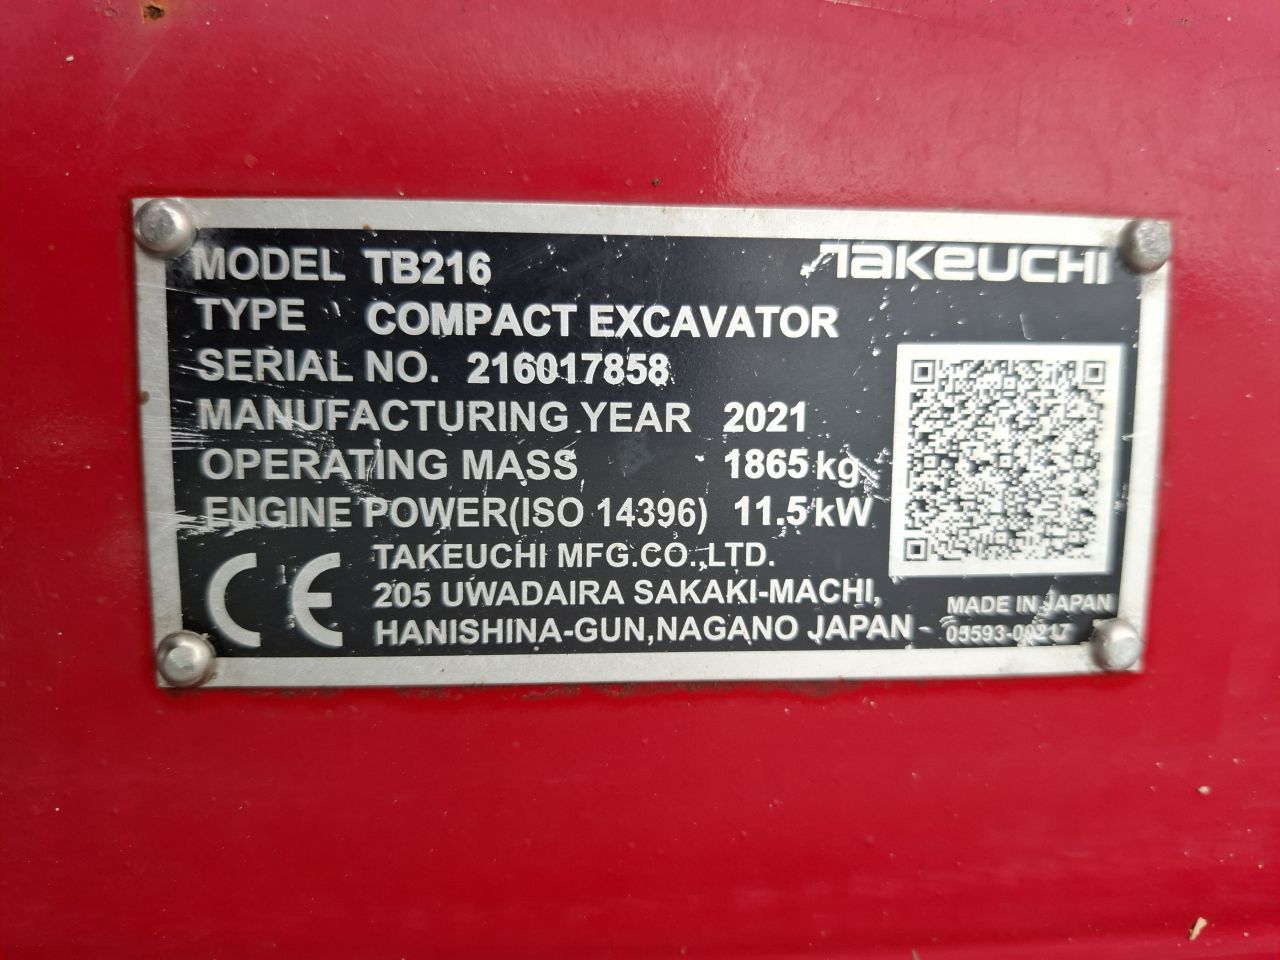 MODEL TB216
TAKEUCHI
TYPE COMPACT EXCAVATOR
SERIAL NO. 216017858
MANUFACTURING YEAR 2021
OPERATING MASS 1865 kg
ENGINE POWER(ISO 14396) 11.5 kW
CE
TAKEUCHI MFG.CO.,LTD.
205 UWADAIRA SAKAKI-MACHI,
HANISHINA-GUN,NAGANO JAPAN
MADE IN JAPAN
05593-00217